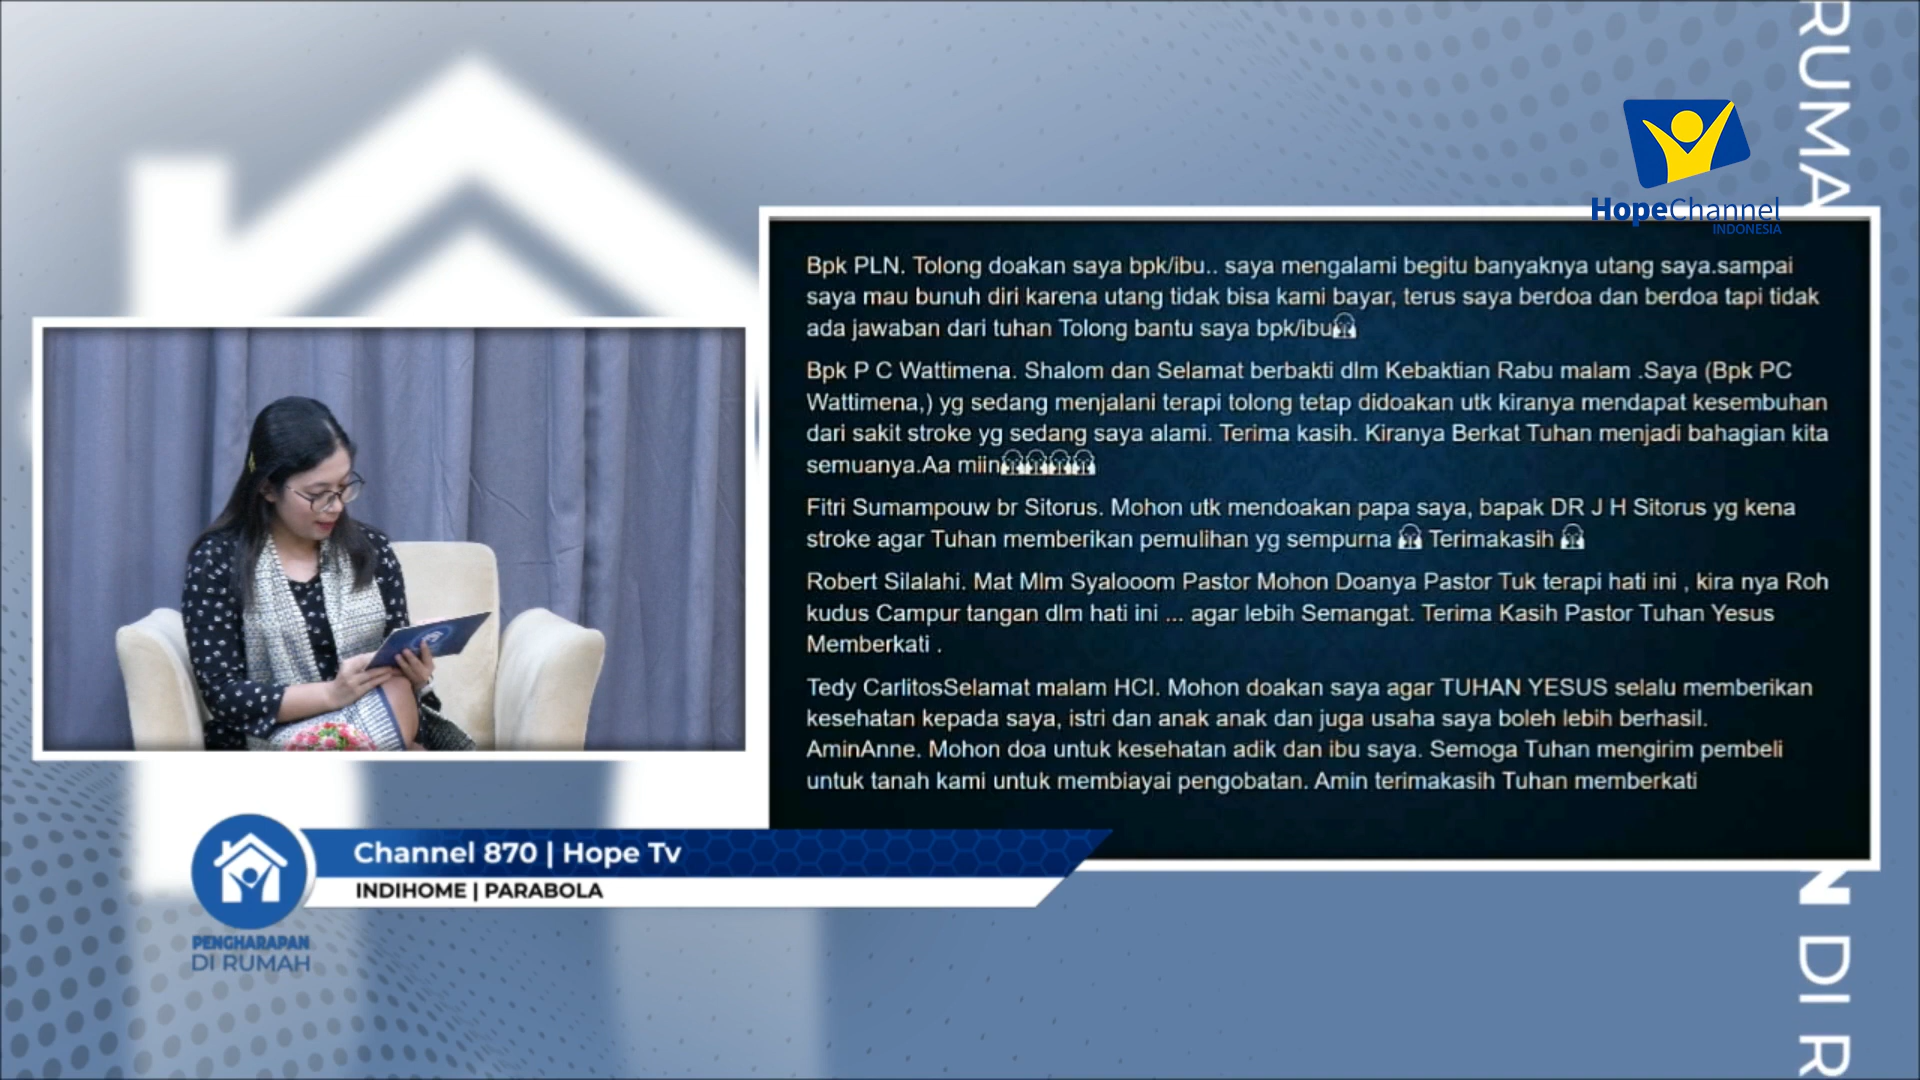 RUMA
HopeChannel
INDONESIA
Bpk PLN. Tolong doakan saya bpk/ibu.. saya mengalami begitu banyaknya utang saya.sampai
saya mau bunuh diri karena utang tidak bisa kami bayar, terus saya berdoa dan berdoa tapi tidak
ada jawaban dari tuhan Tolong bantu saya bpk/ibu
Bpk P C Wattimena. Shalom dan Selamat berbakti dlm Kebaktian Rabu malam .Saya (Bpk PC
Wattimena,) yg sedang menjalani terapi tolong tetap didoakan utk kiranya mendapat kesembuhan
dari sakit stroke yg sedang saya alami. Terima kasih. Kiranya Berkat Tuhan menjadi bahagian kita
semuanya.Aa miin
Fitri Sumampouw br Sitorus. Mohon utk mendoakan papa saya, bapak DR J H Sitorus yg kena
stroke agar Tuhan memberikan pemulihan yg sempurna Terimakasih
Robert Silalahi. Mat Mlm Syalooom Pastor Mohon Doanya Pastor Tuk terapi hati ini , kira nya Roh
kudus Campur tangan dlm hati ini ... agar lebih Semangat. Terima Kasih Pastor Tuhan Yesus
Memberkati .
Tedy CarlitosSelamat malam HCI. Mohon doakan saya agar TUHAN YESUS selalu memberikan
kesehatan kepada saya, istri dan anak anak dan juga usaha saya boleh lebih berhasil.
AminAnne. Mohon doa untuk kesehatan adik dan ibu saya. Semoga Tuhan mengirim pembeli
untuk tanah kami untuk membiayai pengobatan. Amin terimakasih Tuhan memberkati
Channel 870 | Hope Tv
INDIHOME | PARABOLA
PENGHARAPAN
DI RUMAH
N DI R